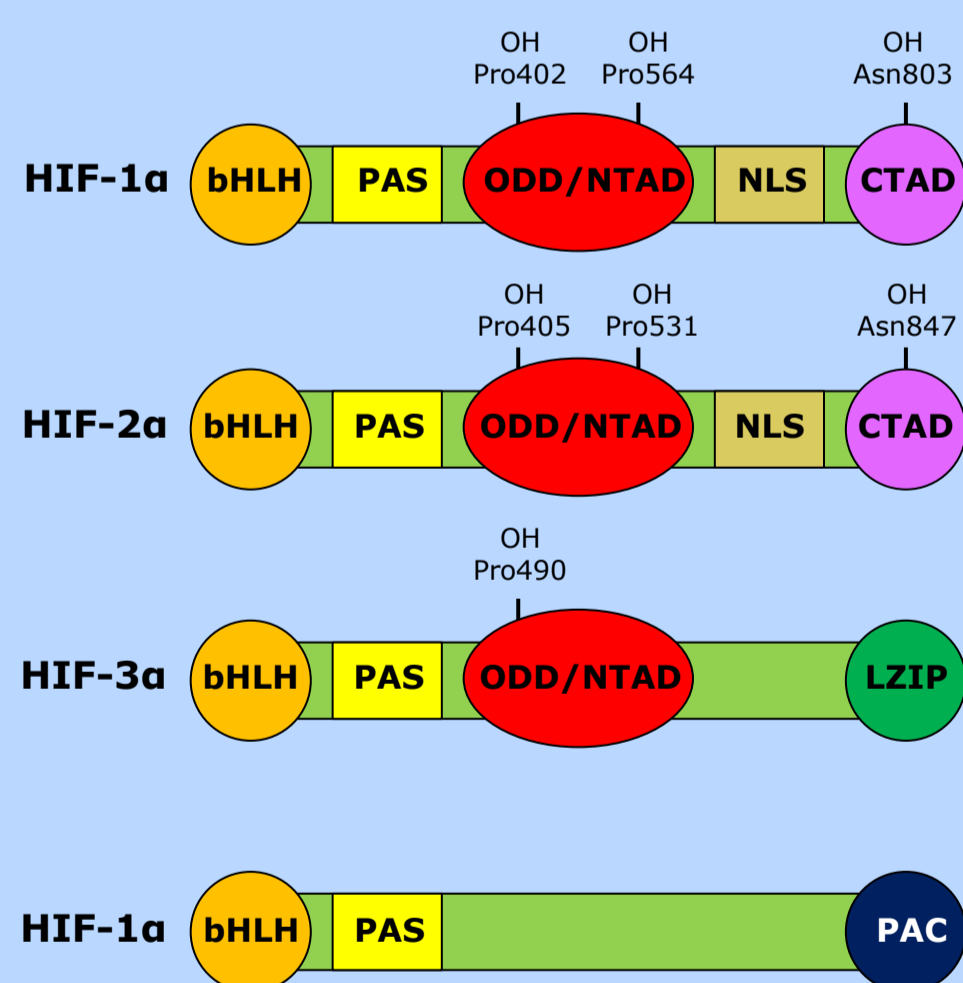 OH OH OH
Pro402 Pro564 Asn803
HIF-1α bHLH PAS ODD/NTAD NLS CTAD
OH OH OH
Pro405 Pro531 Asn847
HIF-2α bHLH PAS ODD/NTAD NLS CTAD
OH
Pro490
HIF-3α bHLH PAS ODD/NTAD LZIP
HIF-1α bHLH PAS PAC